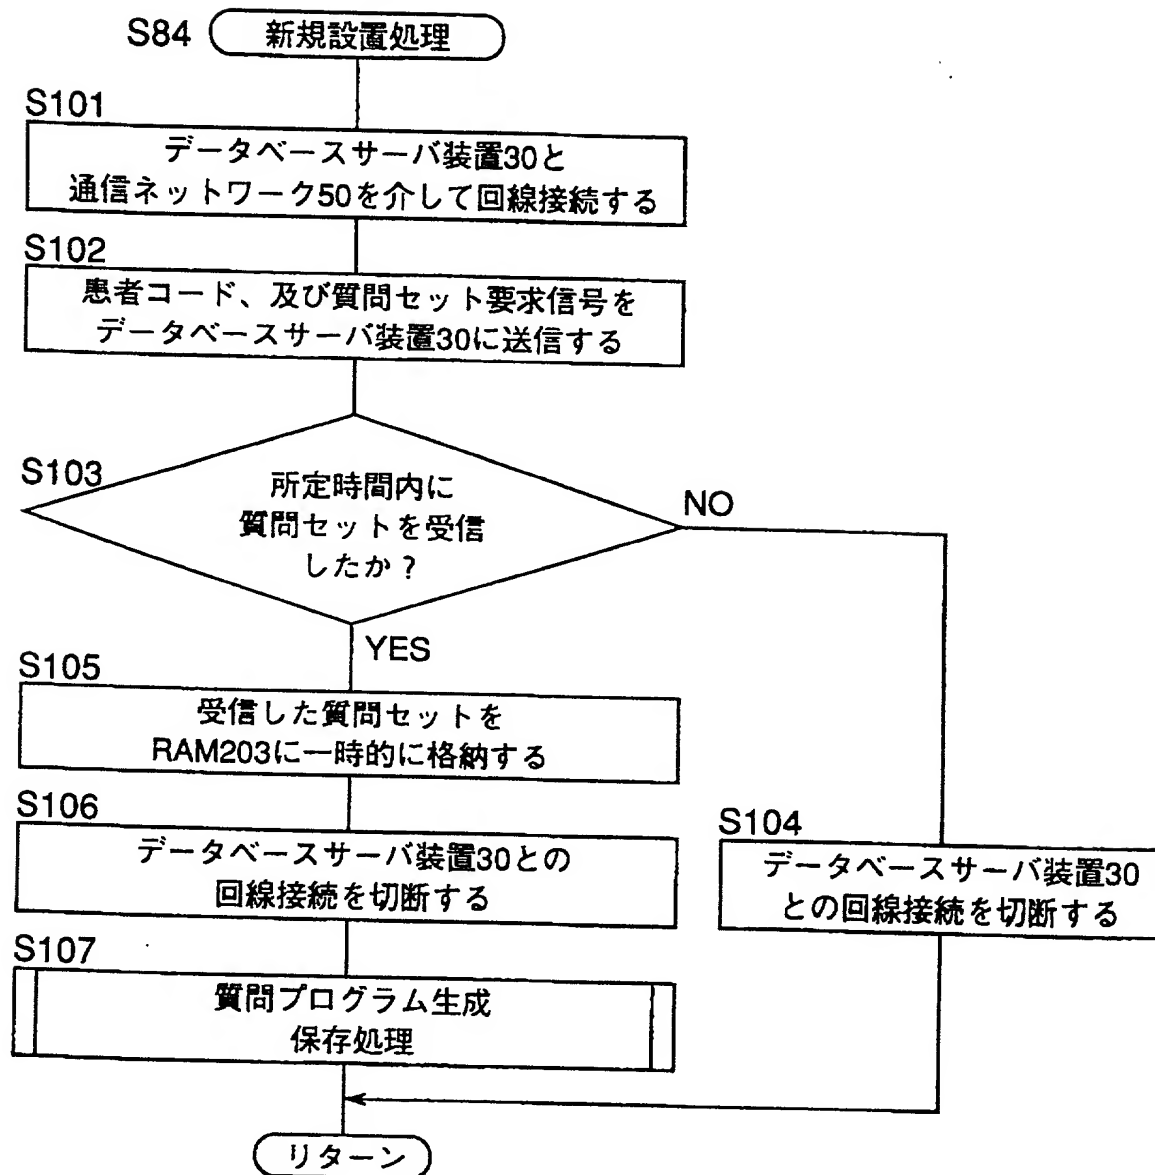 S84 新規設置処理
S101
データベースサーバ装置30と
通信ネットワーク50を介して回線接続する
S102
患者コード、及び質問セット要求信号を
データベースサーバ装置30に送信する
S103
所定時間内に
質問セットを受信
したか？
NO
YES
S105
受信した質問セットを
RAM203に一時的に格納する
S106
データベースサーバ装置30との
回線接続を切断する
S104
データベースサーバ装置30
との回線接続を切断する
S107
質問プログラム生成
保存処理
リターン